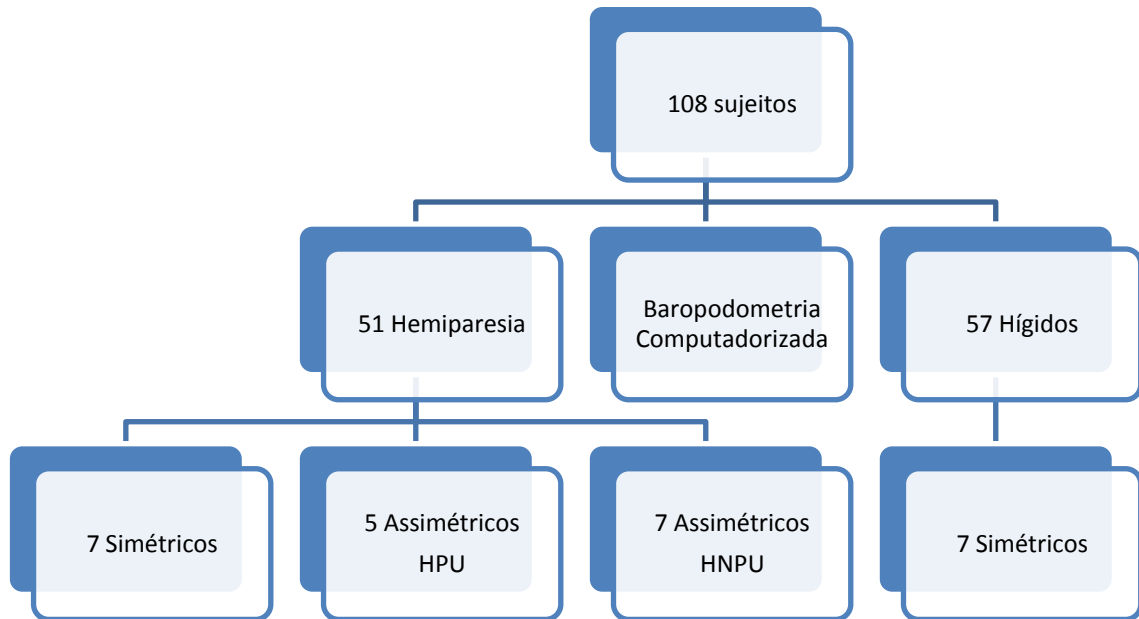 108 sujeitos
51 Hemiparesia
Baropodometria
Computadorizada
57 Hígidos
7 Simétricos
5 Assimétricos
HPU
7 Assimétricos
HNPU
7 Simétricos